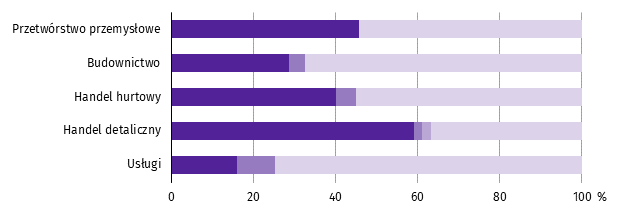 Przetwórstwo przemysłowe
Budownictwo
Handel hurtowy
Handel detaliczny
Usługi
0 20 40 60 80 100 %